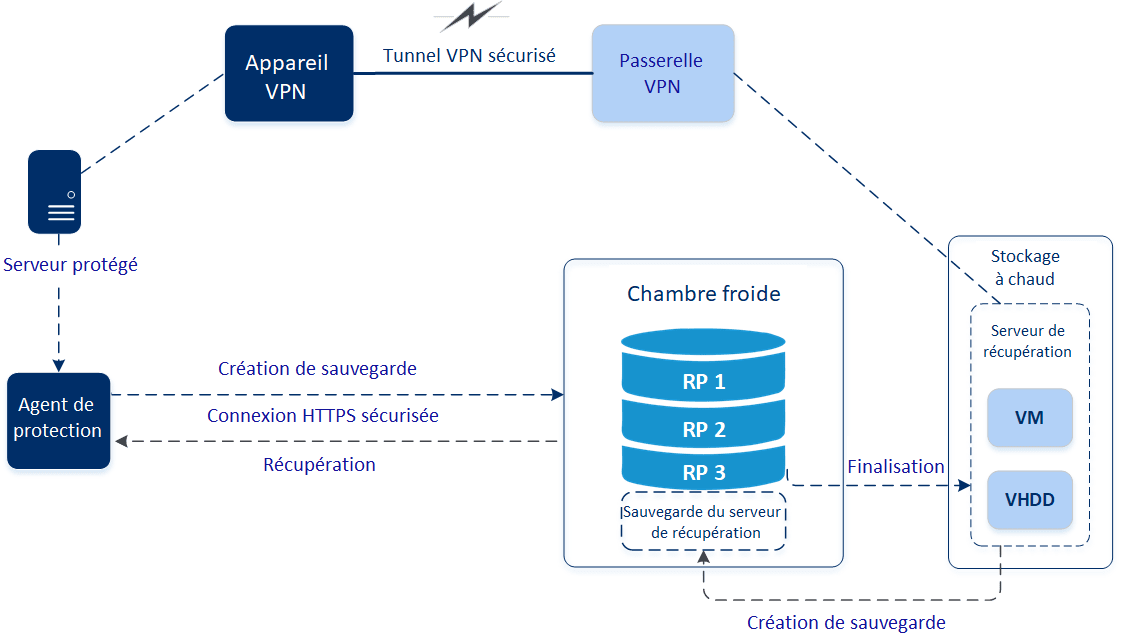 Appareil
VPN
Tunnel VPN sécurisé
Passerelle
VPN
Serveur protégé
Stockage
à chaud
Chambre froide
Serveur de
récupération
Création de sauvegarde
RP 1
Agent de
protection
Connexion HTTPS sécurisée
RP 2
VM
Récupération
RP 3
Finalisation
VHDD
Sauvegarde du serveur
de récupération
Création de sauvegarde